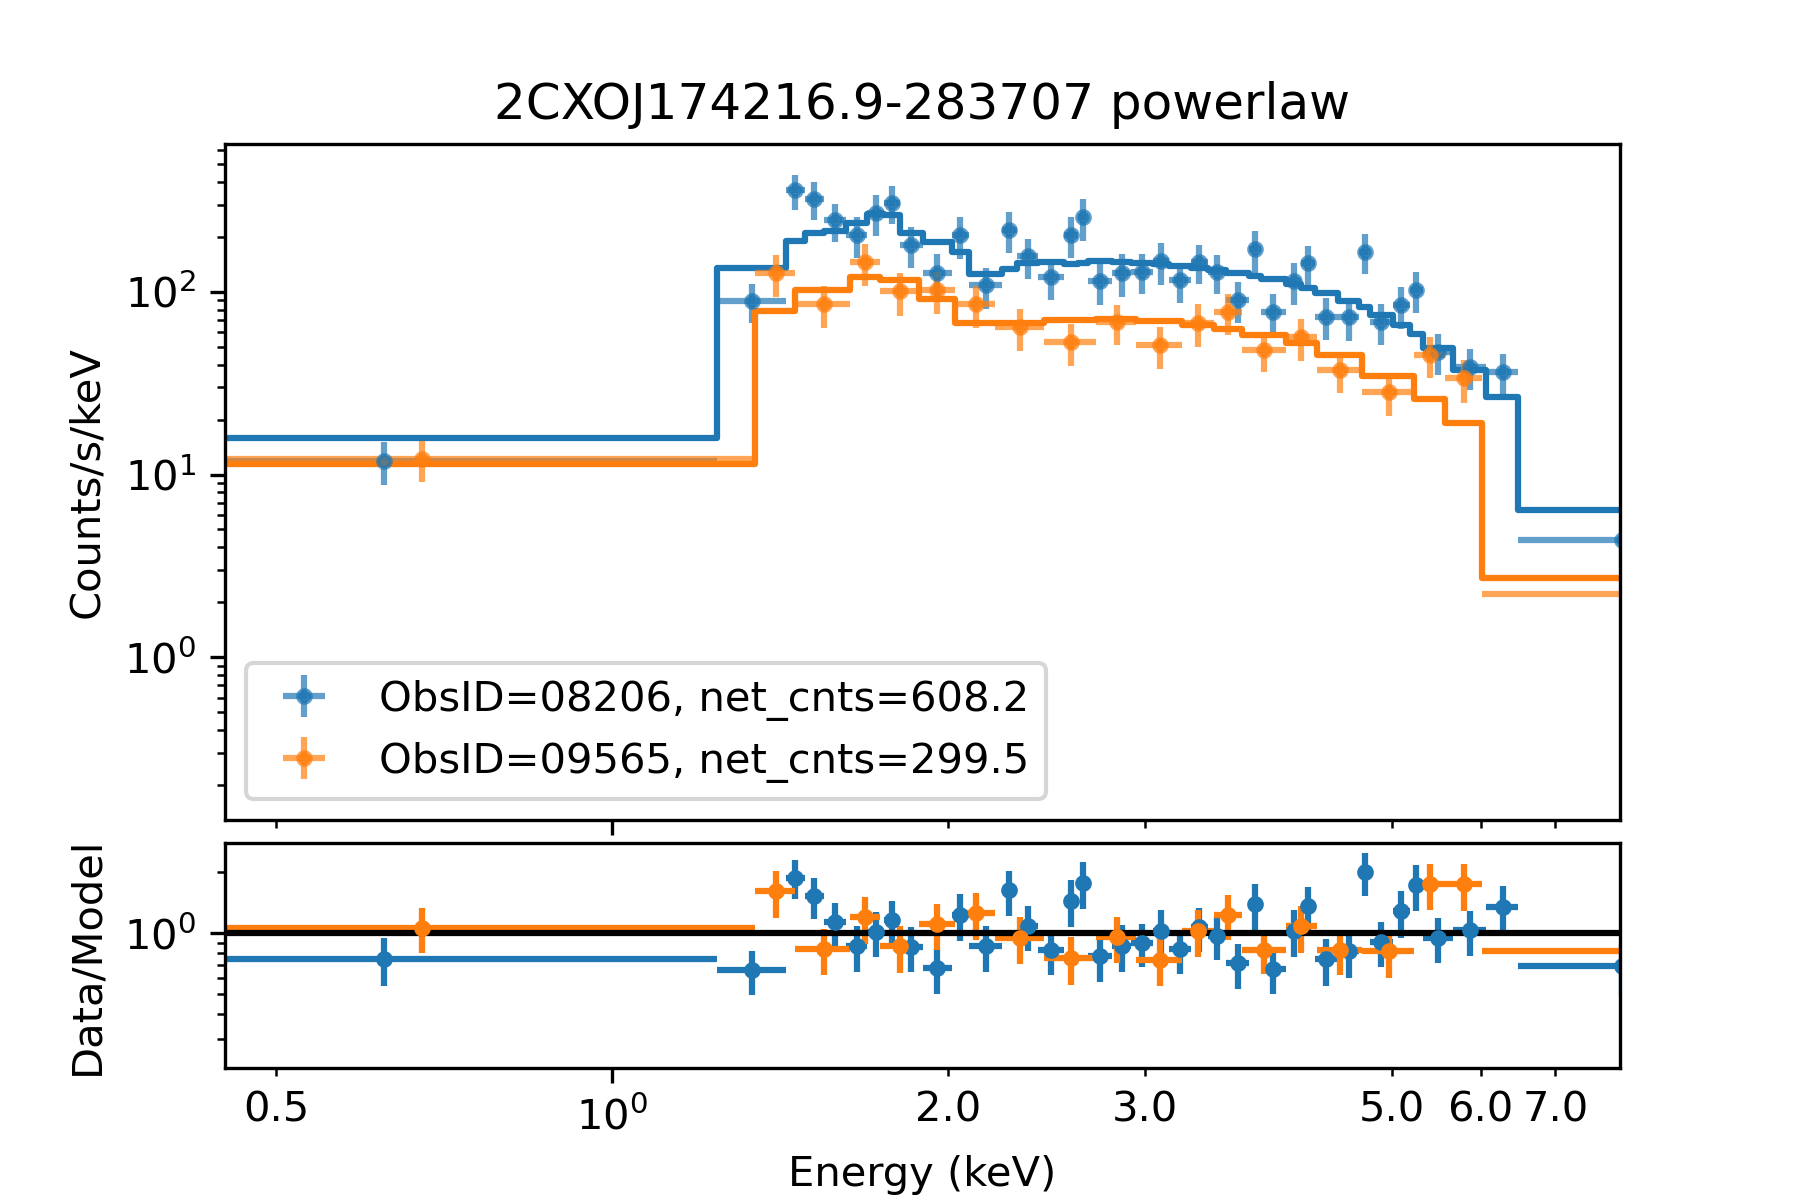 2CXOJ174216.9-283707 powerlaw
Counts/s/keV
10²
10¹
10⁰
ObsID=08206, net_cnts=608.2
ObsID=09565, net_cnts=299.5
Data/Model
10⁰
0.5 10⁰ 2.0 3.0 5.0 6.0 7.0
Energy (keV)